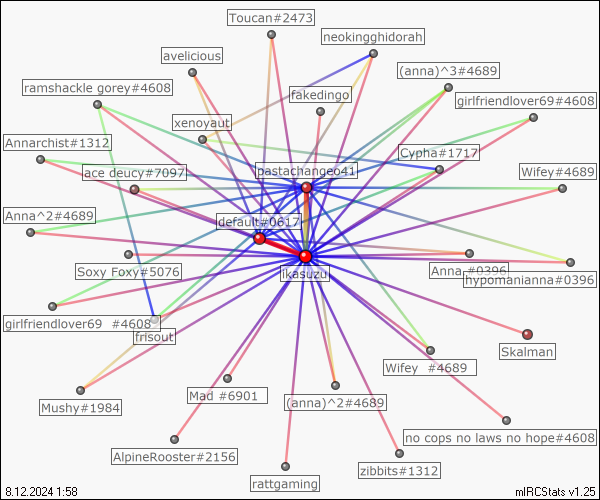 Toucan#2473
neokingghidorah
avelicious
(anna)^3#4689
ramshackle gorey#4608
fakedingo
girlfriendlover69#4608
xenoyaut
Annarchist#1312
Cypha#1717
ace deucy#7097
pastachangeo41
Wifey#4689
Anna^2#4689
default#0617
Soxy Foxy#5076
ikasuzu
Anna #0396
hypomanianna#0396
girlfriendlover69 #4608
frisout
Skalman
Wifey #4689
Mad #6901
(anna)^2#4689
Mushy#1984
no cops no laws no hope#4608
AlpineRooster#2156
zibbits#1312
rattgaming
8.12.2024 1:58
mIRCStats v1.25